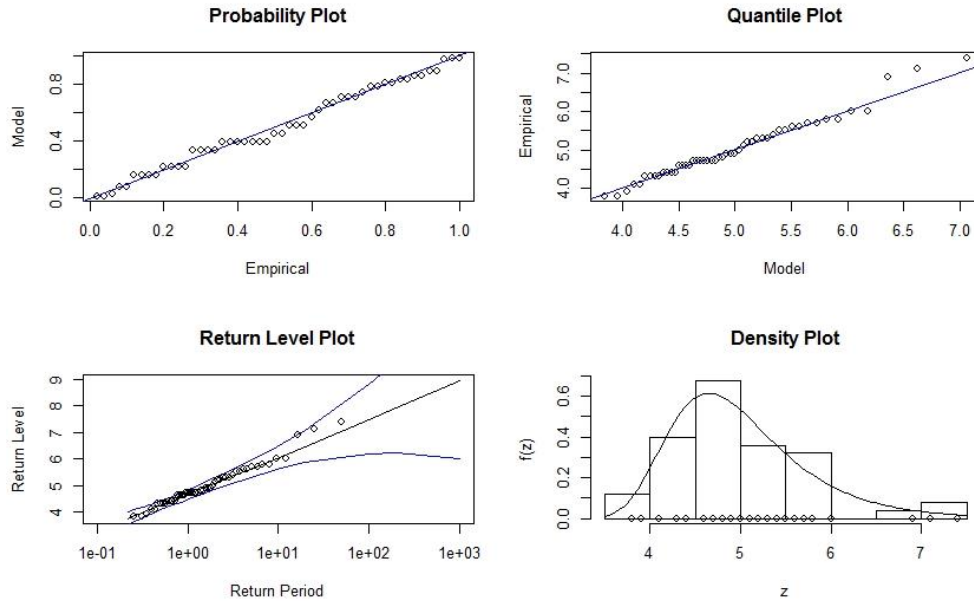 Probability Plot
Model
0.0 0.4 0.8
0.0 0.2 0.4 0.6 0.8 1.0
Empirical
Quantile Plot
Empirical
4.0 5.0 6.0 7.0
4.0 4.5 5.0 5.5 6.0 6.5 7.0
Model
Return Level Plot
Return Level
4 5 6 7 8 9
1e-01 1e+00 1e+01 1e+02 1e+03
Return Period
Density Plot
f(z)
0.0 0.2 0.4 0.6
4 5 6 7
z